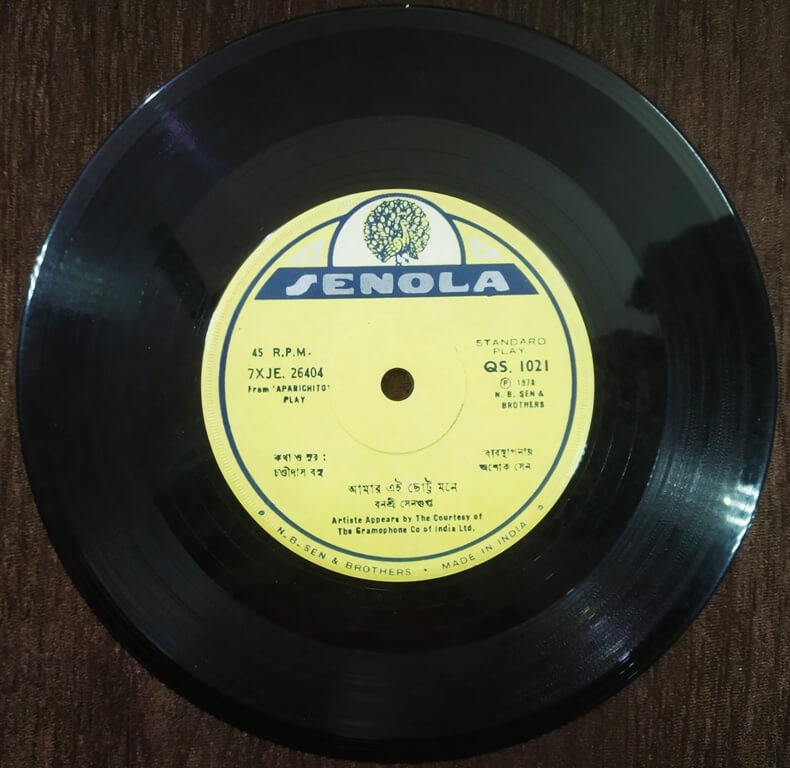 SENOLA
45 R.P.M.
7XJE. 26404
From 'APARICHITO'
PLAY
STANDARD
PLAY
QS. 1021
Ⓟ 1978
N. B. SEN &
BROTHERS
কথা ও সুর :
চণ্ডীদাস বসু
ব্যবস্থাপনায়
অশোক সেন
আমার এই ছোট্ট মনে
বনশ্রী সেনগুপ্ত
Artiste Appears by The Courtesy of
The Gramophone Co of India Ltd.
N. B. SEN & BROTHERS • MADE IN INDIA